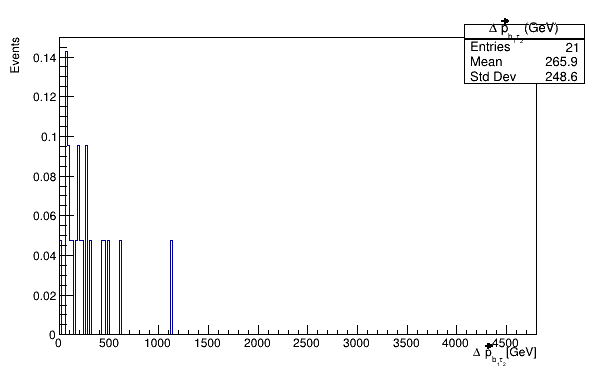 Δ p⃗ b₁τ₂ (GeV)
Entries 21
Mean 265.9
Std Dev 248.6
Events
0.14
0.12
0.1
0.08
0.06
0.04
0.02
0
0 500 1000 1500 2000 2500 3000 3500 4000 4500
Δ p⃗ b₁τ₂ [GeV]